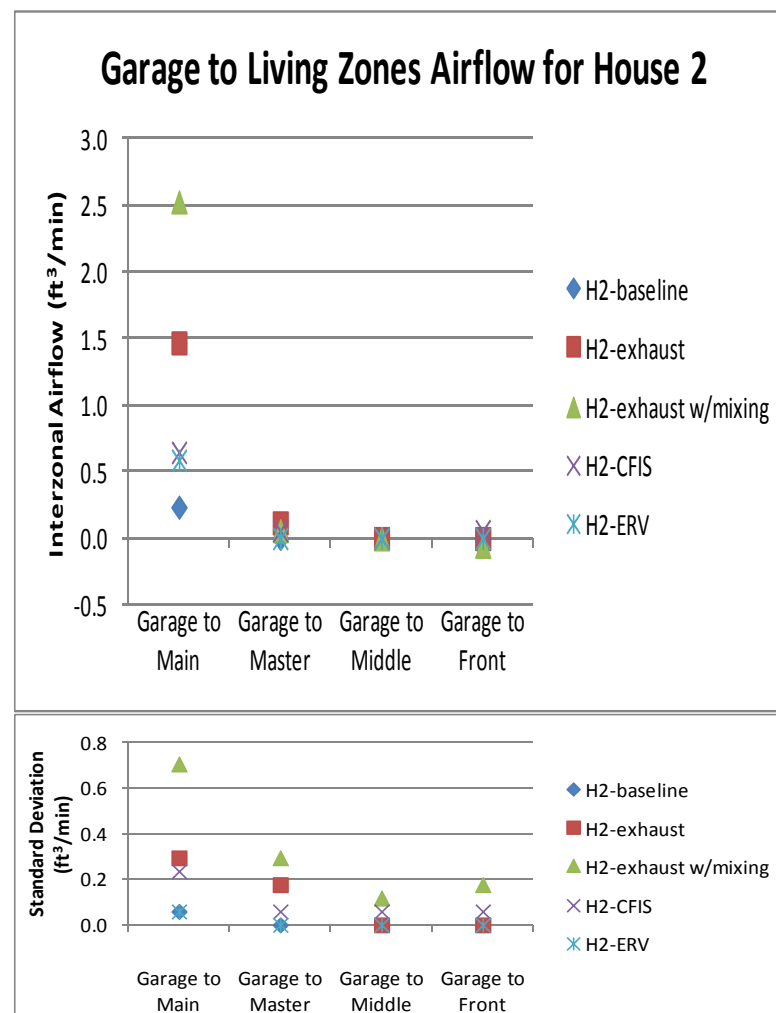 Garage to Living Zones Airflow for House 2
Interzonal Airflow (ft³/min)
3.0
2.5
2.0
1.5
1.0
0.5
0.0
-0.5
Garage to
Main
Garage to
Master
Garage to
Middle
Garage to
Front
H2-baseline
H2-exhaust
H2-exhaust w/mixing
H2-CFIS
H2-ERV
Standard Deviation
(ft³/min)
0.8
0.6
0.4
0.2
0.0
Garage to
Main
Garage to
Master
Garage to
Middle
Garage to
Front
H2-baseline
H2-exhaust
H2-exhaust w/mixing
H2-CFIS
H2-ERV